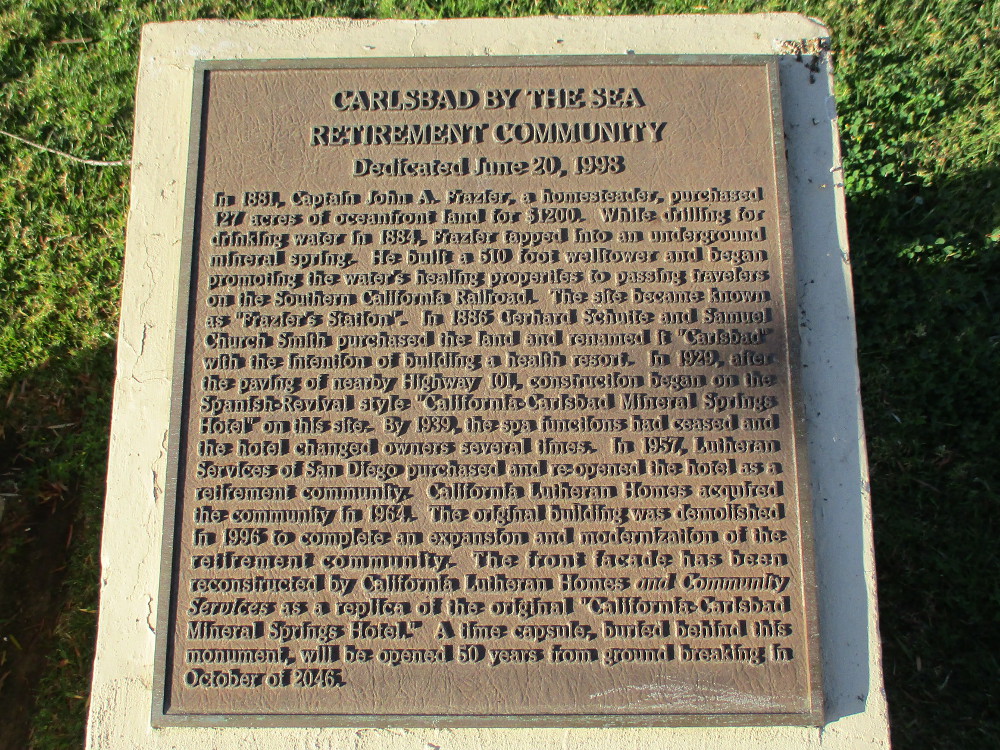 CARLSBAD BY THE SEA
RETIREMENT COMMUNITY
Dedicated June 20, 1998
In 1881, Captain John A. Frazier, a homesteader, purchased
127 acres of oceanfront land for $1200. While drilling for
drinking water in 1884, Frazier tapped into an underground
mineral spring. He built a 510 foot welltower and began
promoting the water's healing properties to passing travelers
on the Southern California Railroad. The site became known
as "Frazier's Station". In 1886 Gerhard Schutte and Samuel
Church Smith purchased the land and renamed it "Carlsbad"
with the intention of building a health resort. In 1929, after
the paving of nearby Highway 101, construction began on the
Spanish-Revival style "California-Carlsbad Mineral Springs
Hotel" on this site. By 1939, the spa functions had ceased and
the hotel changed owners several times. In 1957, Lutheran
Services of San Diego purchased and re-opened the hotel as a
retirement community. California Lutheran Homes acquired
the community in 1964. The original building was demolished
in 1996 to complete an expansion and modernization of the
retirement community. The front facade has been
reconstructed by California Lutheran Homes and Community
Services as a replica of the original "California-Carlsbad
Mineral Springs Hotel." A time capsule, buried behind this
monument, will be opened 50 years from ground breaking in
October of 2046.